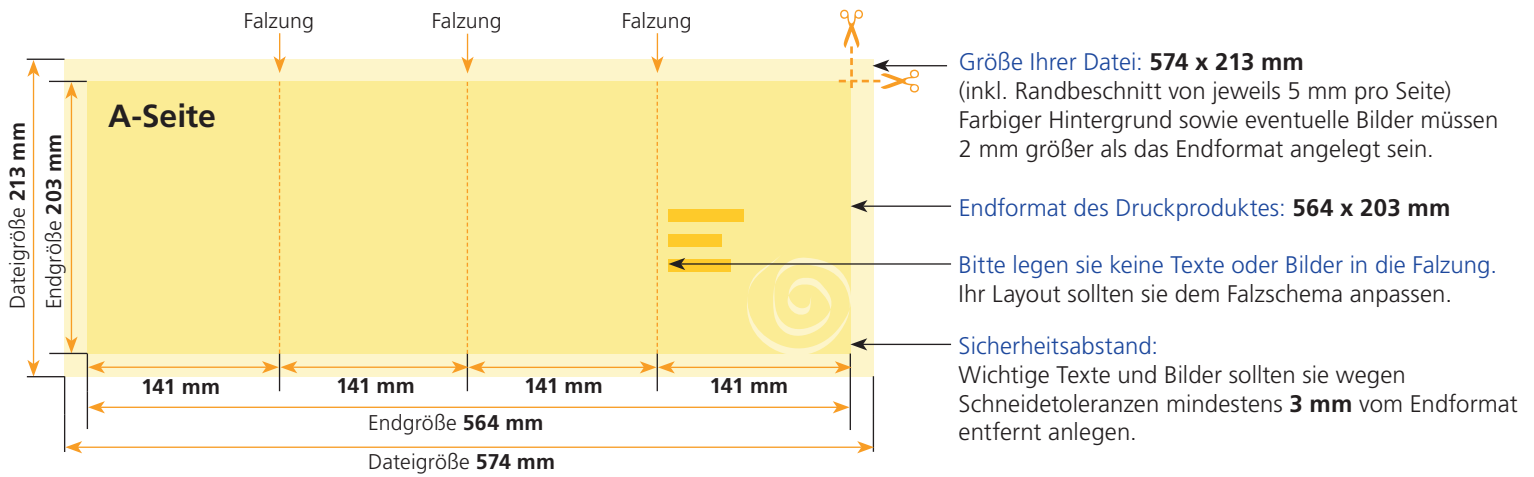 Falzung
Falzung
Falzung
Größe Ihrer Datei: 574 x 213 mm
(inkl. Randbeschnitt von jeweils 5 mm pro Seite)
Farbiger Hintergrund sowie eventuelle Bilder müssen
2 mm größer als das Endformat angelegt sein.
A-Seite
Dateigröße 213 mm
Endgröße 203 mm
Endformat des Druckproduktes: 564 x 203 mm
Bitte legen sie keine Texte oder Bilder in die Falzung.
Ihr Layout sollten sie dem Falzschema anpassen.
Sicherheitsabstand:
Wichtige Texte und Bilder sollten sie wegen
Schneidetoleranzen mindestens 3 mm vom Endformat
entfernt anlegen.
141 mm
141 mm
141 mm
141 mm
Endgröße 564 mm
Dateigröße 574 mm